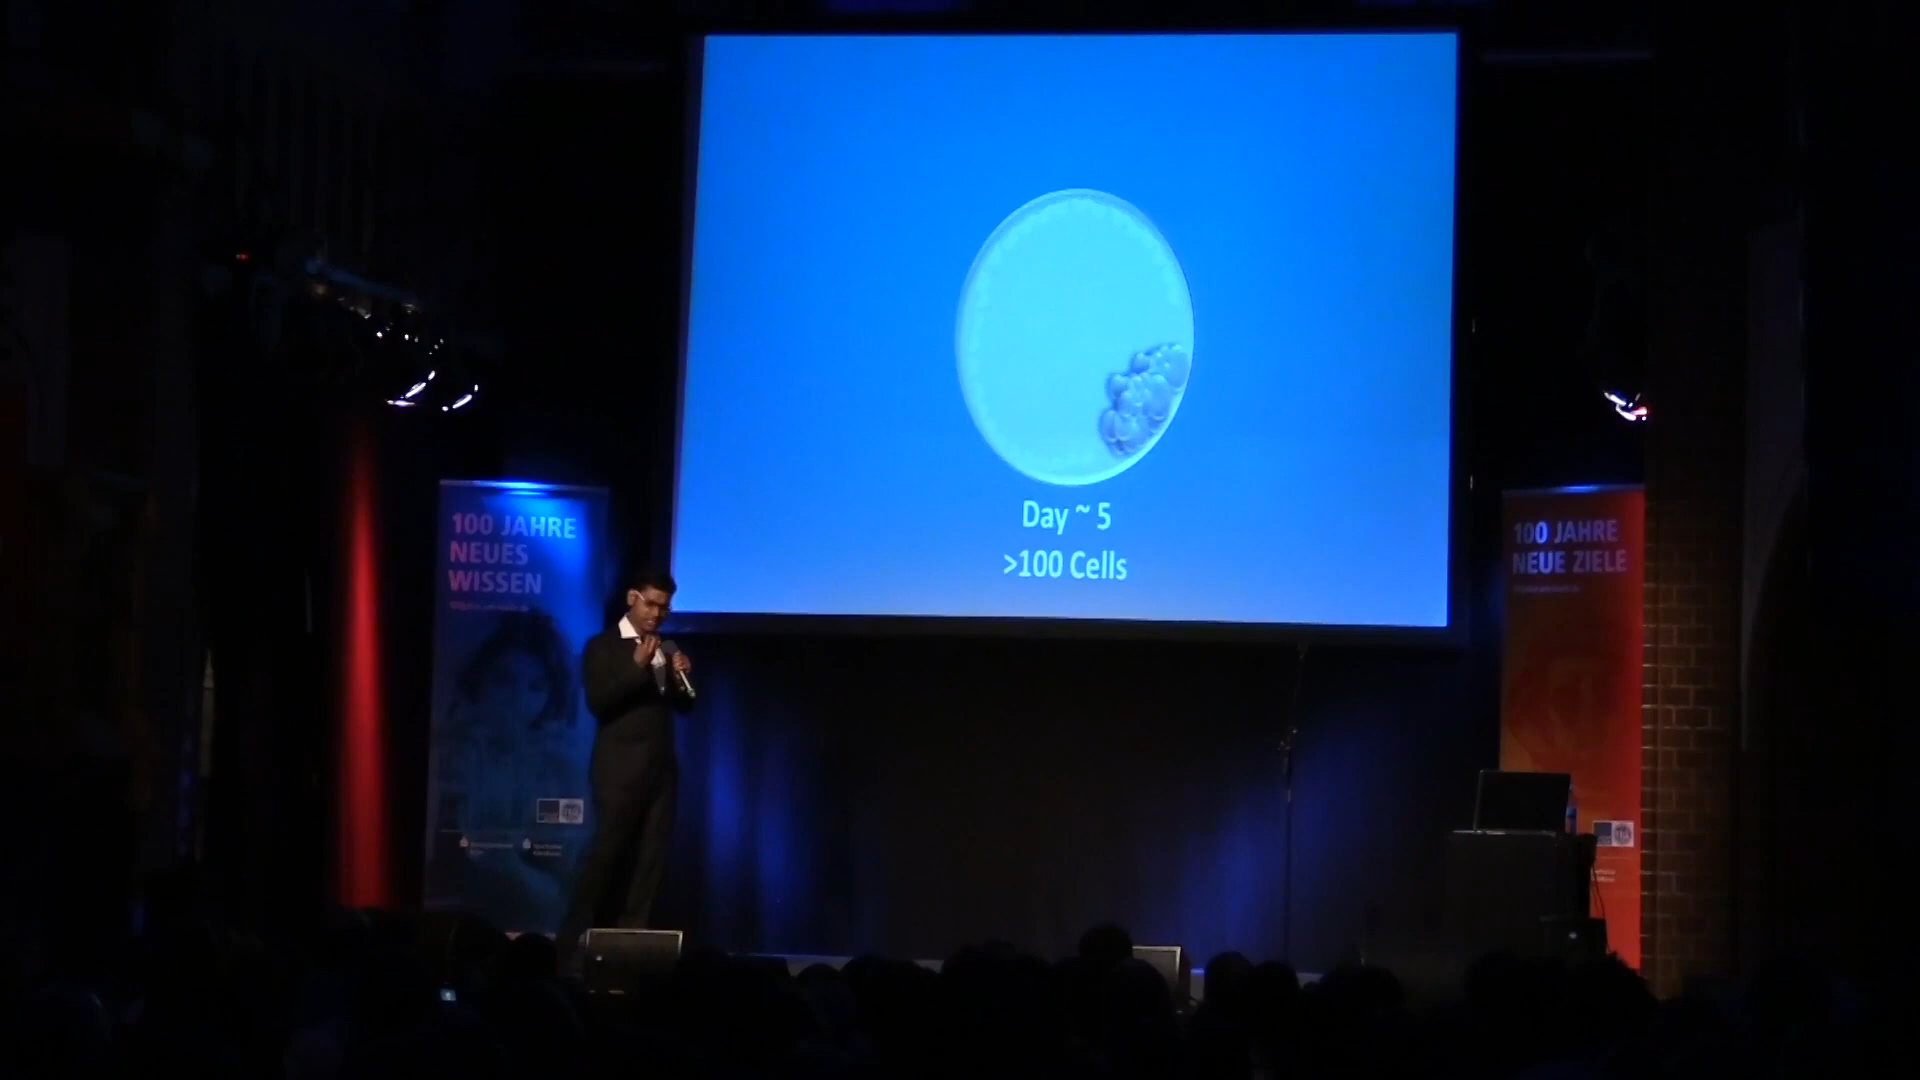 Day ~ 5
>100 Cells
100 JAHRE
NEUES
WISSEN
100 JAHRE
NEUE ZIELE